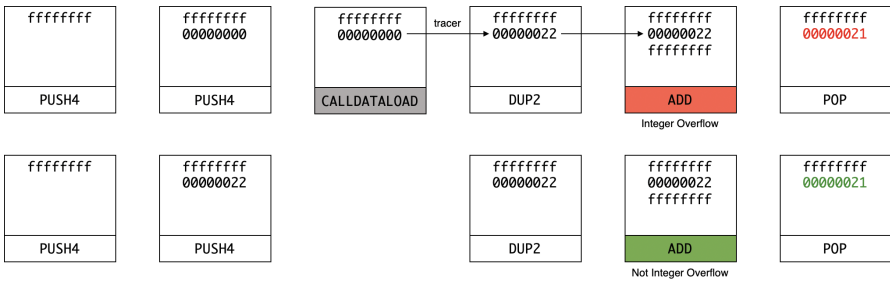 ffffffff
PUSH4
ffffffff
00000000
PUSH4
ffffffff
00000000
CALLDATALOAD
tracer
ffffffff
00000022
DUP2
ffffffff
00000022
ffffffff
ADD
Integer Overflow
ffffffff
00000021
POP
ffffffff
PUSH4
ffffffff
00000022
PUSH4
ffffffff
00000022
DUP2
ffffffff
00000022
ffffffff
ADD
Not Integer Overflow
ffffffff
00000021
POP